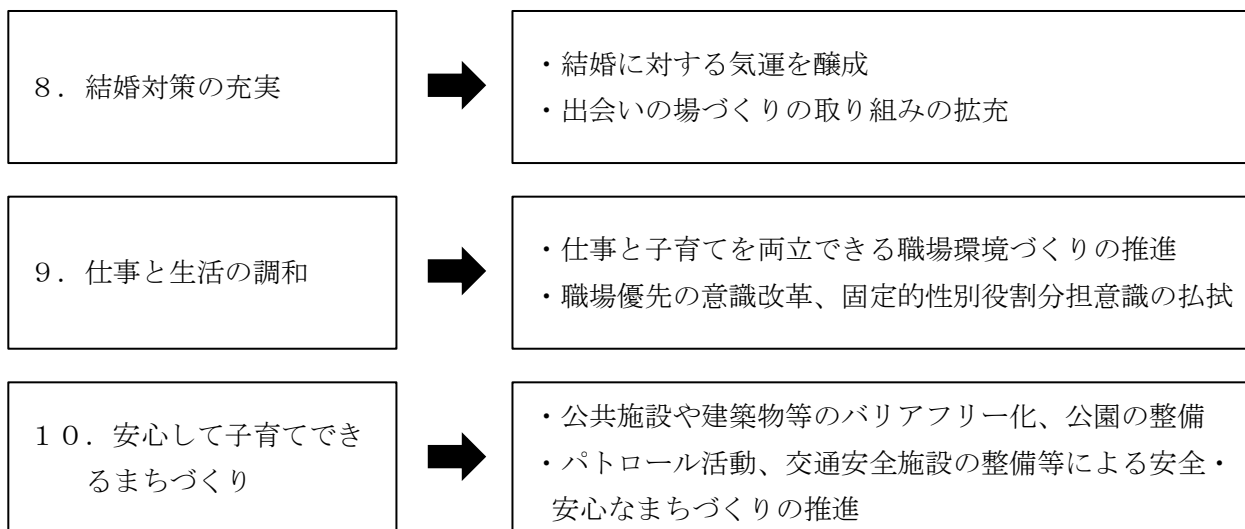 ８．結婚対策の充実
・結婚に対する気運を醸成
・出会いの場づくりの取り組みの拡充
９．仕事と生活の調和
・仕事と子育てを両立できる職場環境づくりの推進
・職場優先の意識改革、固定的性別役割分担意識の払拭
１０．安心して子育てでき
るまちづくり
・公共施設や建築物等のバリアフリー化、公園の整備
・パトロール活動、交通安全施設の整備等による安全・
安心なまちづくりの推進